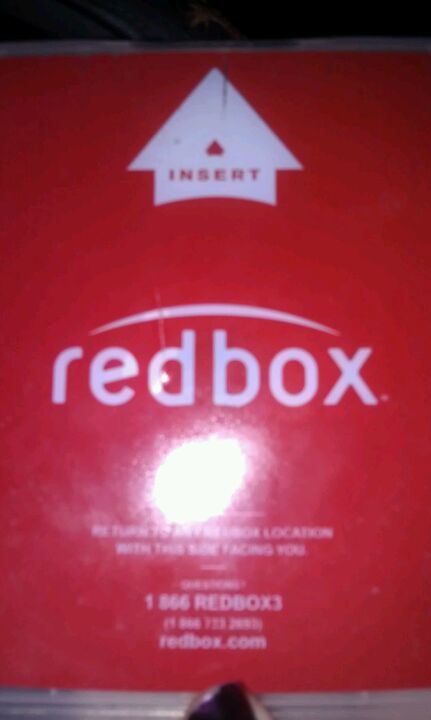 INSERT
redbox
RETURN TO ANY REDBOX LOCATION
WITH THIS SIDE FACING YOU.
QUESTIONS?
1 866 REDBOX3
(1 866 733 2693)
redbox.com